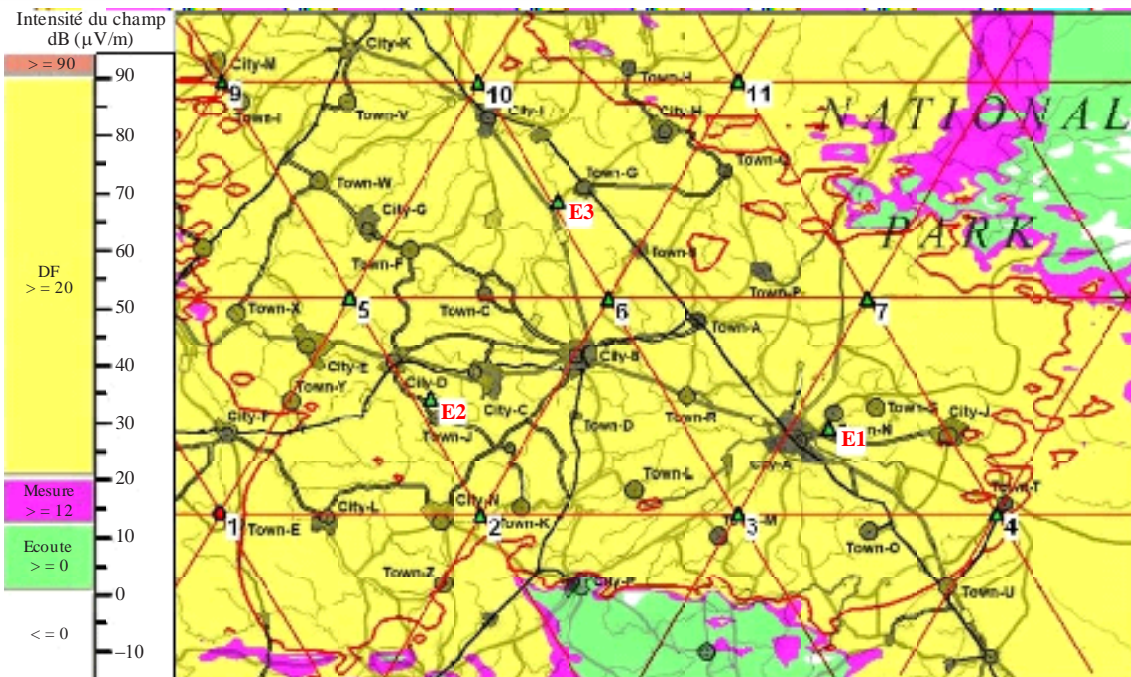 Intensité du champ
dB (µV/m)
>= 90
90
80
70
60
DF
>= 20
50
40
30
20
Mesure
>= 12
10
Ecoute
>= 0
0
<= 0
–10
City-K
City-M
9
10
11
Town-H
Town-I
Town-V
City-I
City-H
NATIONAL
Town-Q
Town-W
Town-G
City-G
E3
PARK
Town-F
Town-P
Town-X
5
Town-C
6
7
Town-A
City-E
City-B
City-D
Town-Y
City-C
E2
Town-R
Town-S
City-J
City-F
Town-J
Town-D
E1
City-A
Town-L
Town-T
City-L
City-N
1
Town-E
2
Town-K
3
4
Town-O
Town-Z
Town-U